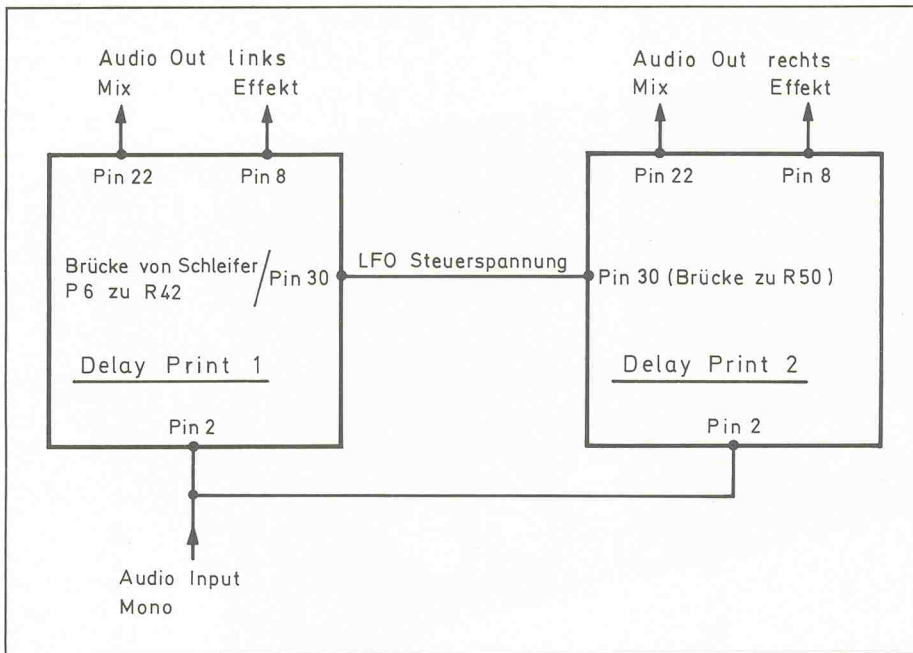 Audio Out links
Mix Effekt
Pin 22 Pin 8
Brücke von Schleifer
P 6 zu R42
Pin 30
Delay Print 1
Pin 2
Audio Input
Mono
LFO Steuerspannung
Audio Out rechts
Mix Effekt
Pin 22 Pin 8
Pin 30 (Brücke zu R50)
Delay Print 2
Pin 2